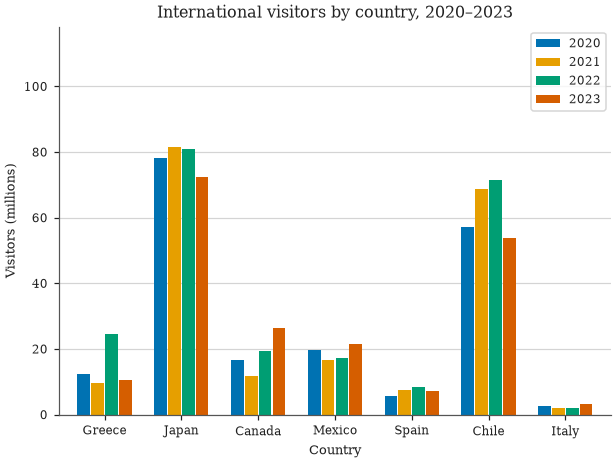 International visitors by country, 2020–2023
2020
2021
2022
2023
Visitors (millions)
100
80
60
40
20
0
Greece Japan Canada Mexico Spain Chile Italy
Country